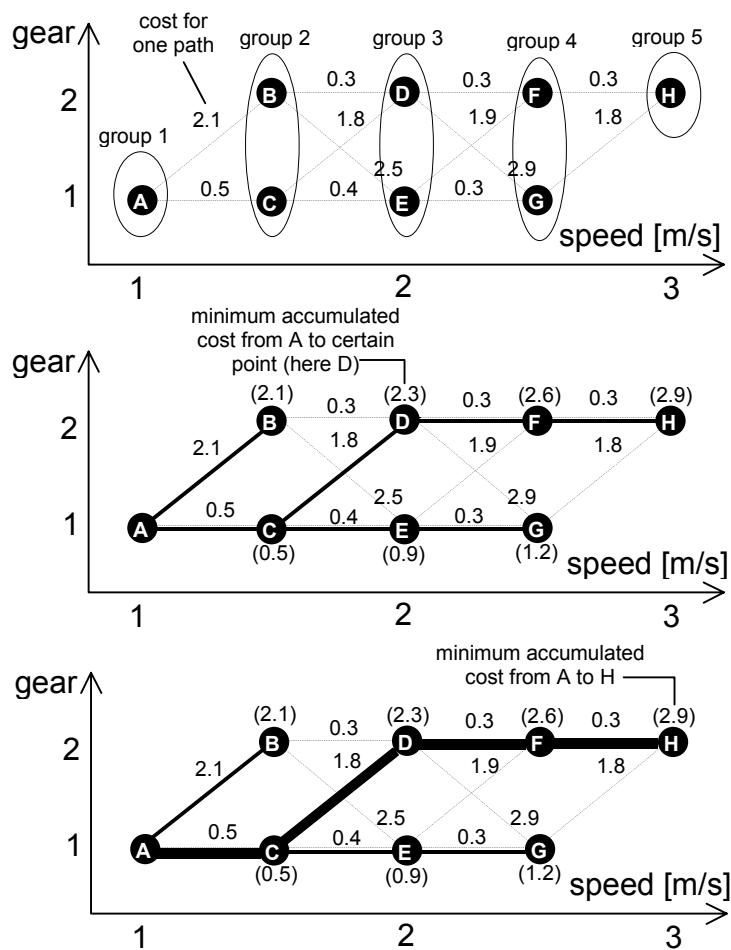 cost for
one path
group 2
group 3
group 4
group 5
gear
0.3
0.3
0.3
2
B
D
F
H
2.1
1.8
1.9
1.8
group 1
2.5
2.9
1
A
0.5
C
0.4
E
0.3
G
speed [m/s]
1
2
3
minimum accumulated
cost from A to certain
point (here D)
gear
(2.1)
(2.3)
(2.6)
(2.9)
0.3
0.3
0.3
2
B
D
F
H
2.1
1.8
1.9
1.8
2.5
2.9
1
A
0.5
C
0.4
E
0.3
G
(0.5)
(0.9)
(1.2)
speed [m/s]
1
2
3
minimum accumulated
cost from A to H
gear
(2.1)
(2.3)
(2.6)
(2.9)
0.3
0.3
0.3
2
B
D
F
H
2.1
1.8
1.9
1.8
2.5
2.9
1
A
0.5
C
0.4
E
0.3
G
(0.5)
(0.9)
(1.2)
speed [m/s]
1
2
3